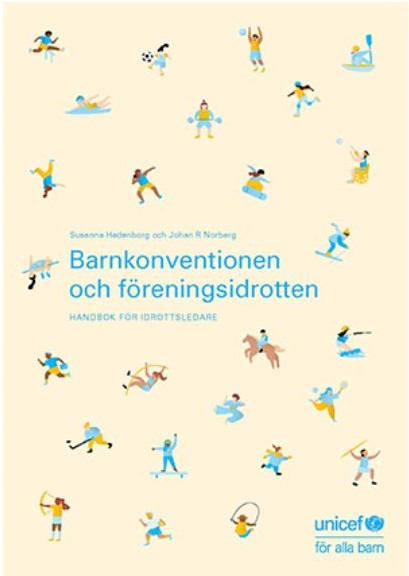 Susanna Hedenborg och Johan R Norberg
Barnkonventionen
och föreningsidrotten
HANDBOK FÖR IDROTTSLEDARE
unicef
för alla barn